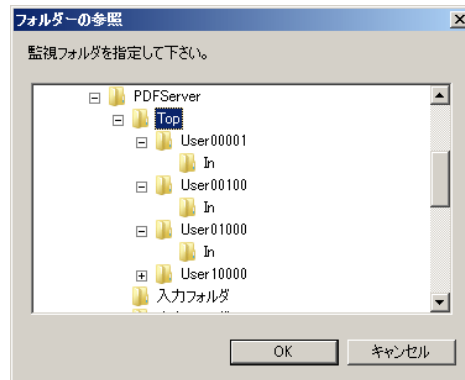 フォルダーの参照
監視フォルダを指定して下さい。
PDFServer
Top
User00001
In
User00100
In
User01000
In
User10000
入力フォルダ
OK
キャンセル